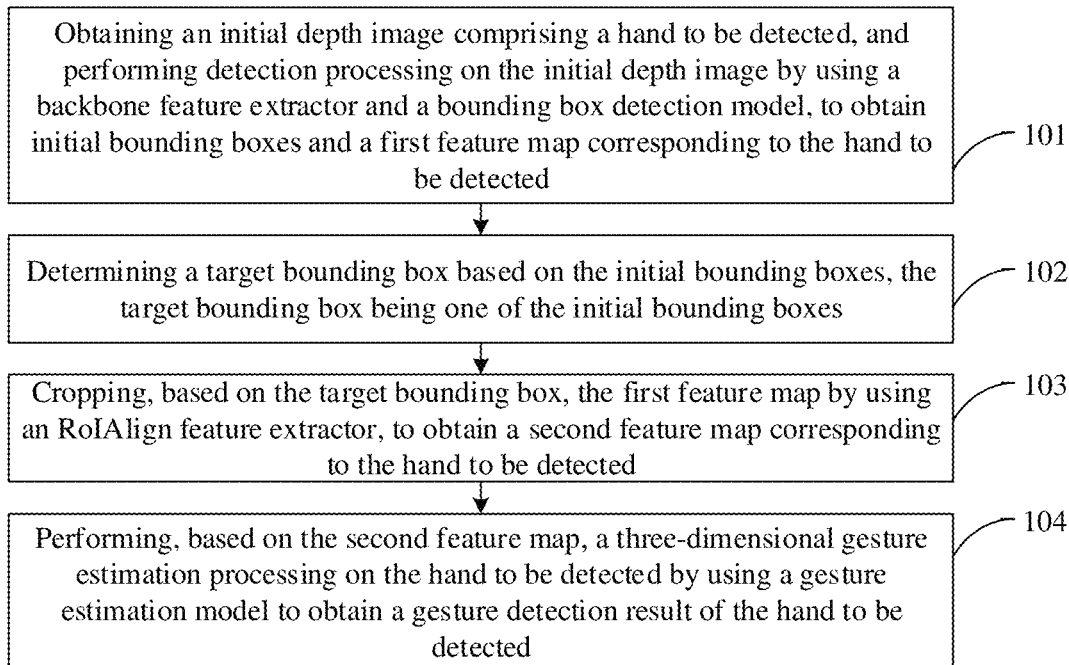 Obtaining an initial depth image comprising a hand to be detected, and
performing detection processing on the initial depth image by using a
backbone feature extractor and a bounding box detection model, to obtain
initial bounding boxes and a first feature map corresponding to the hand to
be detected
101
Determining a target bounding box based on the initial bounding boxes, the
target bounding box being one of the initial bounding boxes
102
Cropping, based on the target bounding box, the first feature map by using
an RoIAlign feature extractor, to obtain a second feature map corresponding
to the hand to be detected
103
Performing, based on the second feature map, a three-dimensional gesture
estimation processing on the hand to be detected by using a gesture
estimation model to obtain a gesture detection result of the hand to be
detected
104